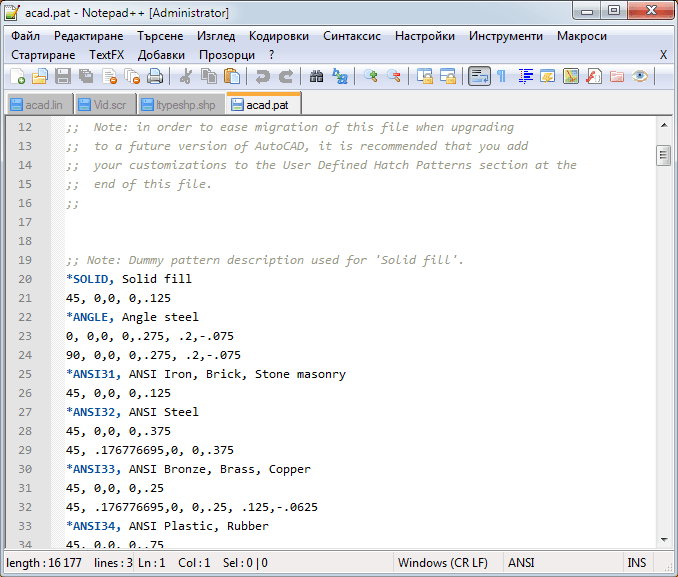 acad.pat - Notepad++ [Administrator]
Файл Редактиране Търсене Изглед Кодировки Синтаксис Настройки Инструменти Макроси
Стартиране TextFX Добавки Прозорци ? X
acad.lin Vid.scr ltypeshp.shp acad.pat
12 ;;  Note: in order to ease migration of this file when upgrading
13 ;;  to a future version of AutoCAD, it is recommended that you add
14 ;;  your customizations to the User Defined Hatch Patterns section at the
15 ;;  end of this file.
16 ;;
17
18
19 ;; Note: Dummy pattern description used for 'Solid fill'.
20 *SOLID, Solid fill
21 45, 0,0, 0,.125
22 *ANGLE, Angle steel
23 0, 0,0, 0,.275, .2,-.075
24 90, 0,0, 0,.275, .2,-.075
25 *ANSI31, ANSI Iron, Brick, Stone masonry
26 45, 0,0, 0,.125
27 *ANSI32, ANSI Steel
28 45, 0,0, 0,.375
29 45, .176776695,0, 0,.375
30 *ANSI33, ANSI Bronze, Brass, Copper
31 45, 0,0, 0,.25
32 45, .176776695,0, 0,.25, .125,-.0625
33 *ANSI34, ANSI Plastic, Rubber
34 45, 0,0, 0,.75
length : 16 177 lines : 3 Ln : 1 Col : 1 Sel : 0 | 0 Windows (CR LF) ANSI INS